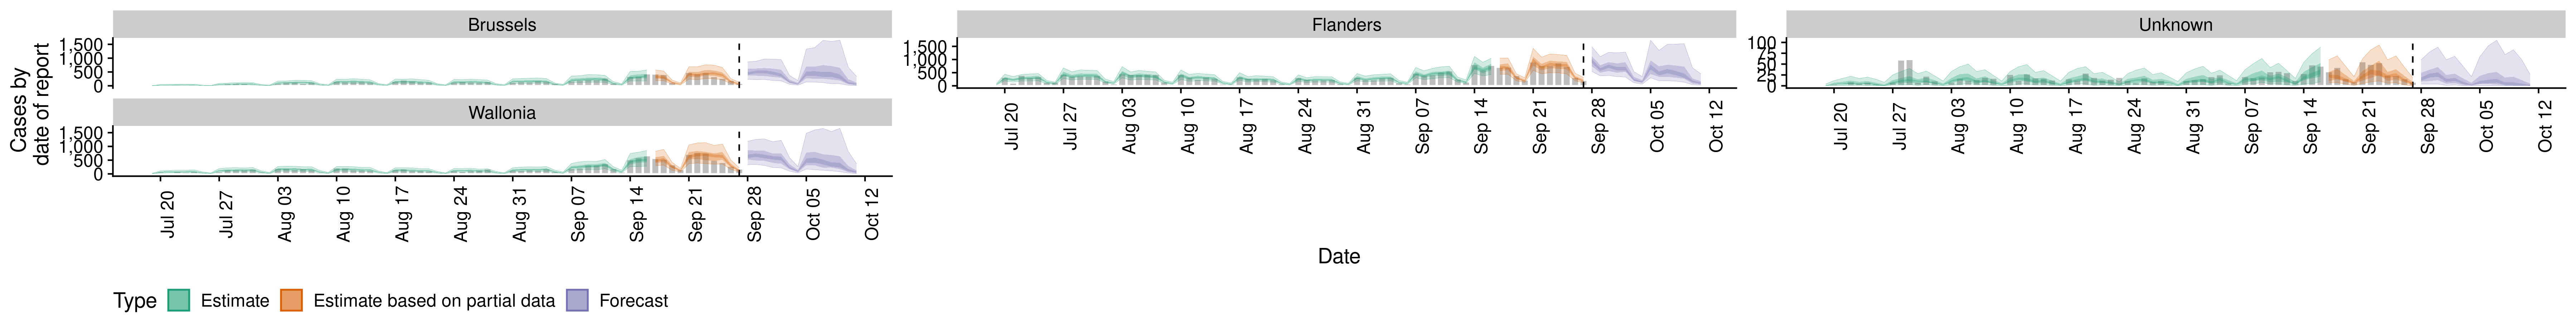 Brussels
Flanders
Unknown
Cases by
date of report
1,500
1,000
500
0
1,500
1,000
500
0
100
75
50
25
0
Wallonia
1,500
1,000
500
0
Jul 20
Jul 27
Aug 03
Aug 10
Aug 17
Aug 24
Aug 31
Sep 07
Sep 14
Sep 21
Sep 28
Oct 05
Oct 12
Jul 20
Jul 27
Aug 03
Aug 10
Aug 17
Aug 24
Aug 31
Sep 07
Sep 14
Sep 21
Sep 28
Oct 05
Oct 12
Jul 20
Jul 27
Aug 03
Aug 10
Aug 17
Aug 24
Aug 31
Sep 07
Sep 14
Sep 21
Sep 28
Oct 05
Oct 12
Date
Type Estimate Estimate based on partial data Forecast